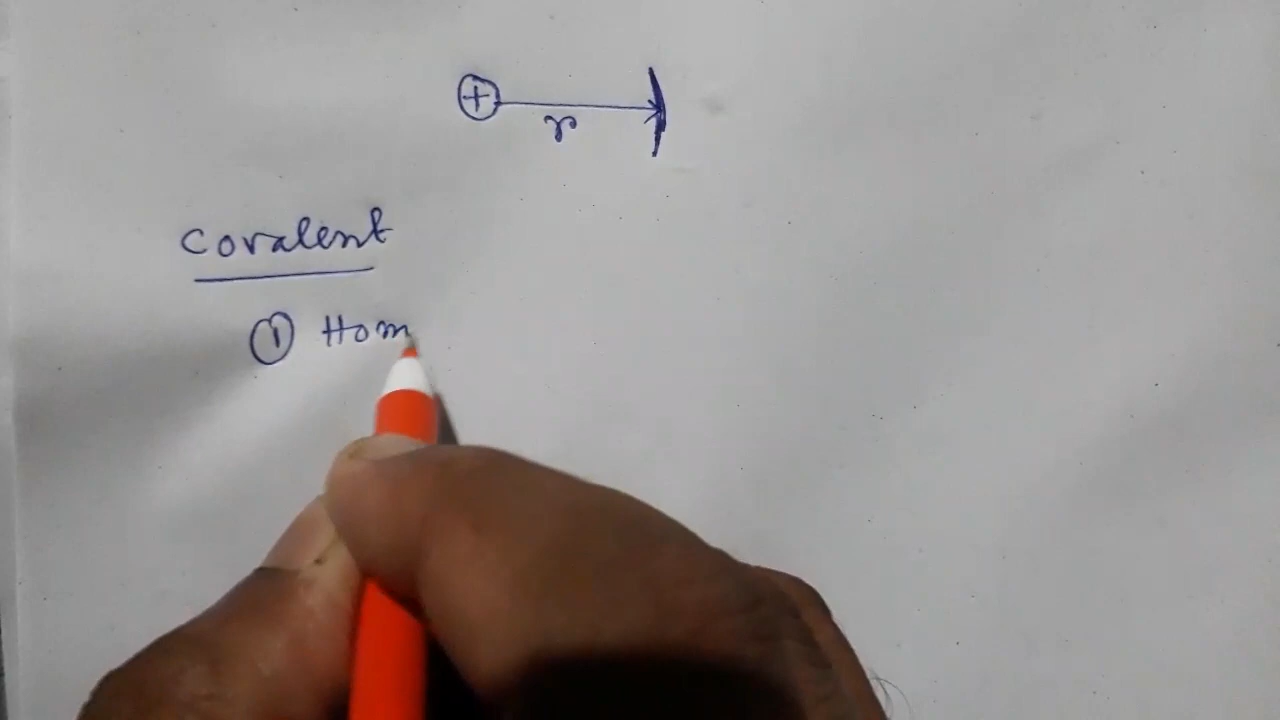 +
r
Covalent
① Hom